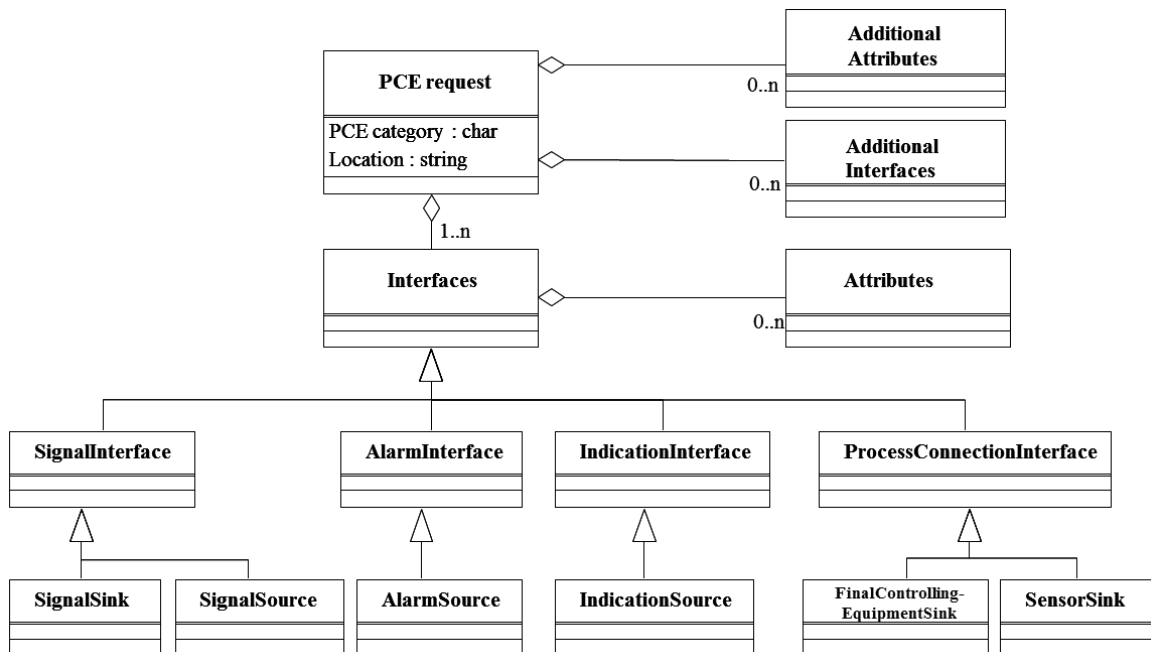 Additional
Attributes
PCE request
0..n
PCE category : char
Location : string
Additional
Interfaces
0..n
1..n
Interfaces
Attributes
0..n
SignalInterface
AlarmInterface
IndicationInterface
ProcessConnectionInterface
SignalSink
SignalSource
AlarmSource
IndicationSource
FinalControlling-
EquipmentSink
SensorSink